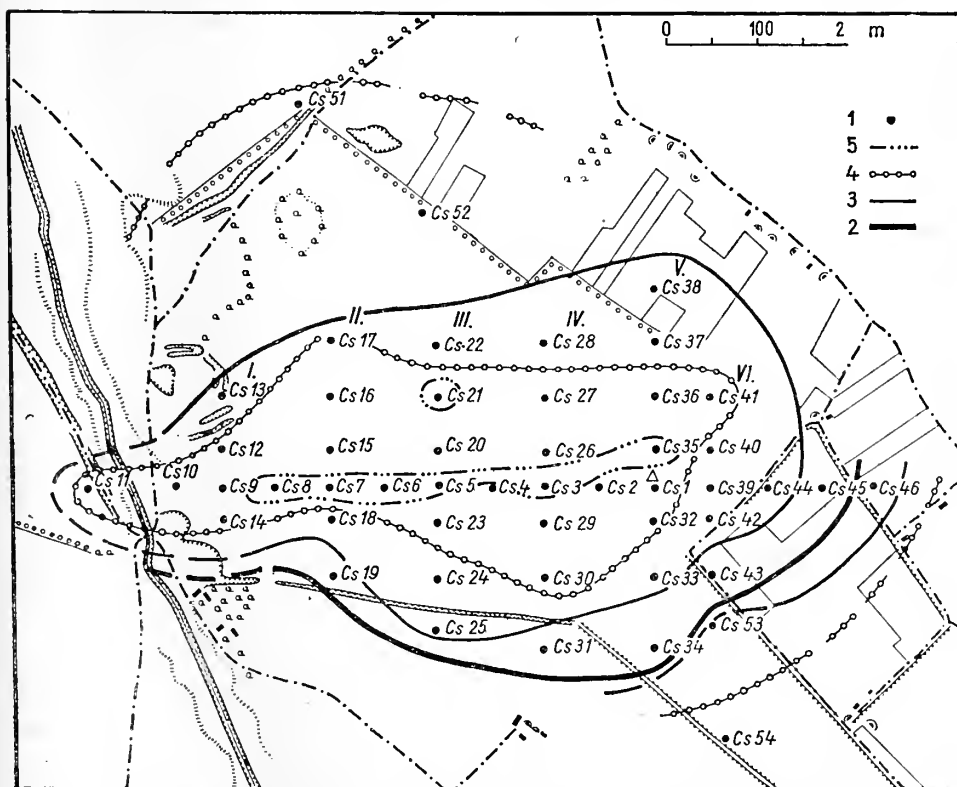 0 100 2 m
Cs 51
1
5
4
3
2
Cs 52
V.
Cs 38
II. III. IV.
Cs 17 Cs 22 Cs 28 Cs 37
I. VI.
Cs 13 Cs 16 Cs 21 Cs 27 Cs 36 Cs 41
Cs 12 Cs 15 Cs 20 Cs 26 Cs 35 Cs 40
Cs 11 Cs 10 Cs 9 Cs 8 Cs 7 Cs 6 Cs 5 Cs 4 Cs 3 Cs 2 Cs 1 Cs 39 Cs 44 Cs 45 Cs 46
Cs 14 Cs 18 Cs 23 Cs 29 Cs 32 Cs 42
Cs 19 Cs 24 Cs 30 Cs 33 Cs 43
Cs 25 Cs 53
Cs 31 Cs 34
Cs 54